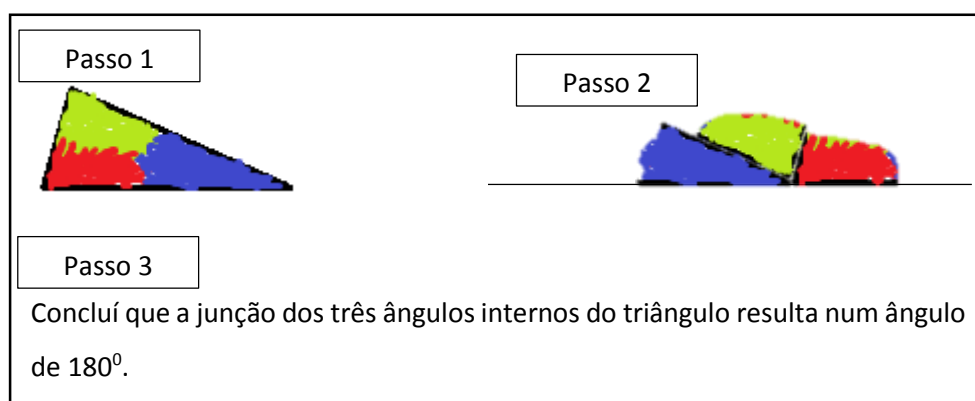 Passo 1
Passo 2
Passo 3
Concluí que a junção dos três ângulos internos do triângulo resulta num ângulo
de 180⁰.